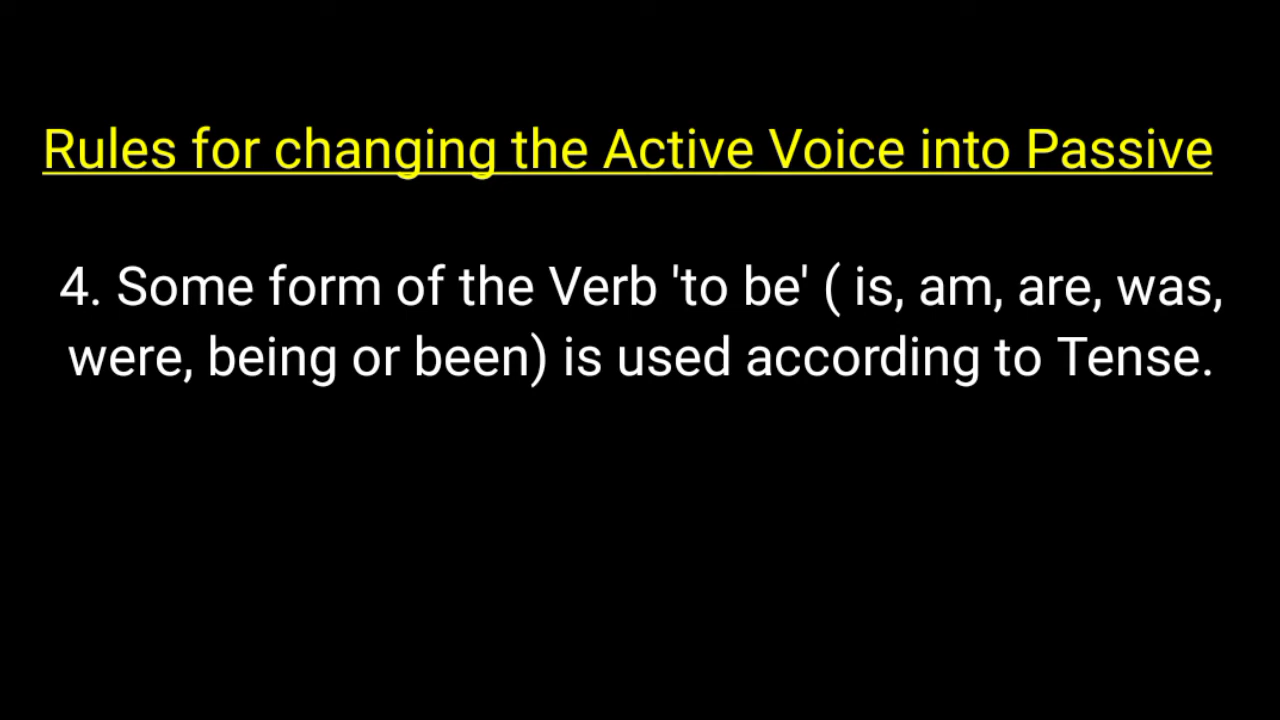 Rules for changing the Active Voice into Passive
4. Some form of the Verb 'to be' ( is, am, are, was,
were, being or been) is used according to Tense.